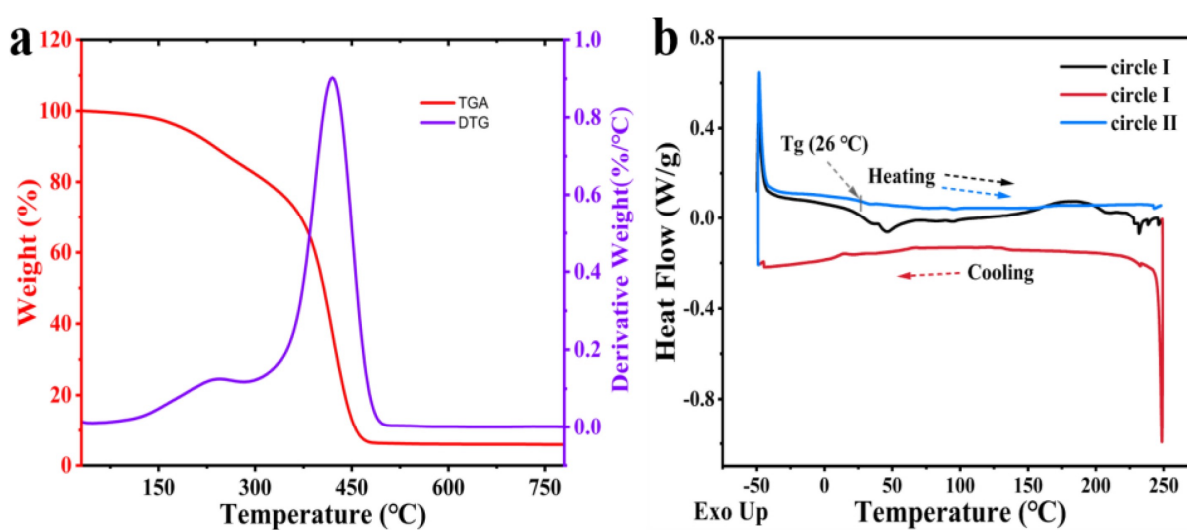 a
120
100
80
60
40
20
0
Weight (%)
TGA
DTG
1.0
0.8
0.6
0.4
0.2
0.0
Derivative Weight(%/°C)
150
300
450
600
750
Temperature (°C)
b
0.8
0.4
0.0
-0.4
-0.8
Heat Flow (W/g)
circle I
circle I
circle II
Tg (26 °C)
Heating
Cooling
-50
0
50
100
150
200
250
Exo Up
Temperature (°C)